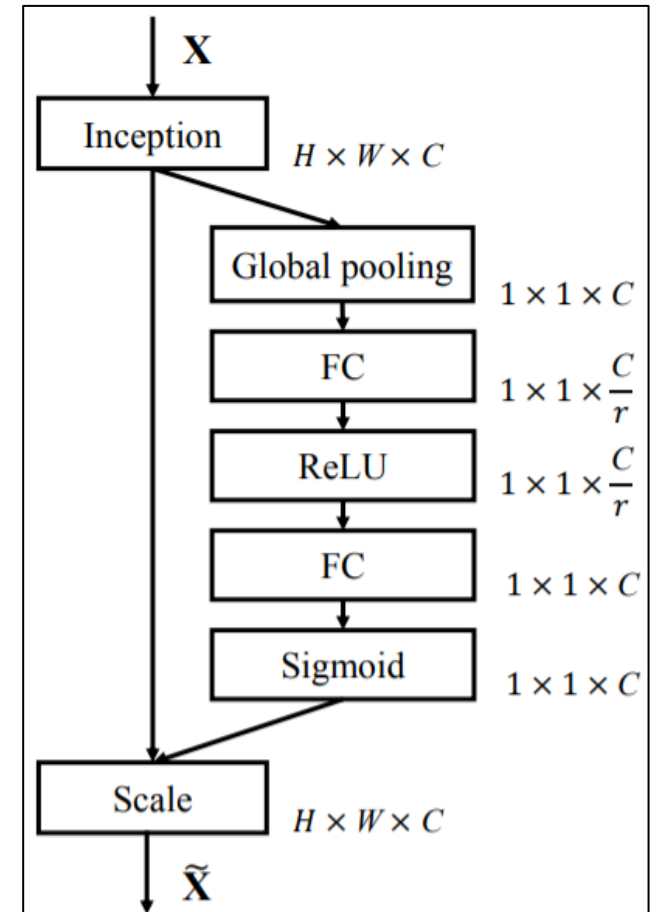 X
Inception
H × W × C
Global pooling
1 × 1 × C
FC
1 × 1 × C/r
ReLU
1 × 1 × C/r
FC
1 × 1 × C
Sigmoid
1 × 1 × C
Scale
H × W × C
X̃